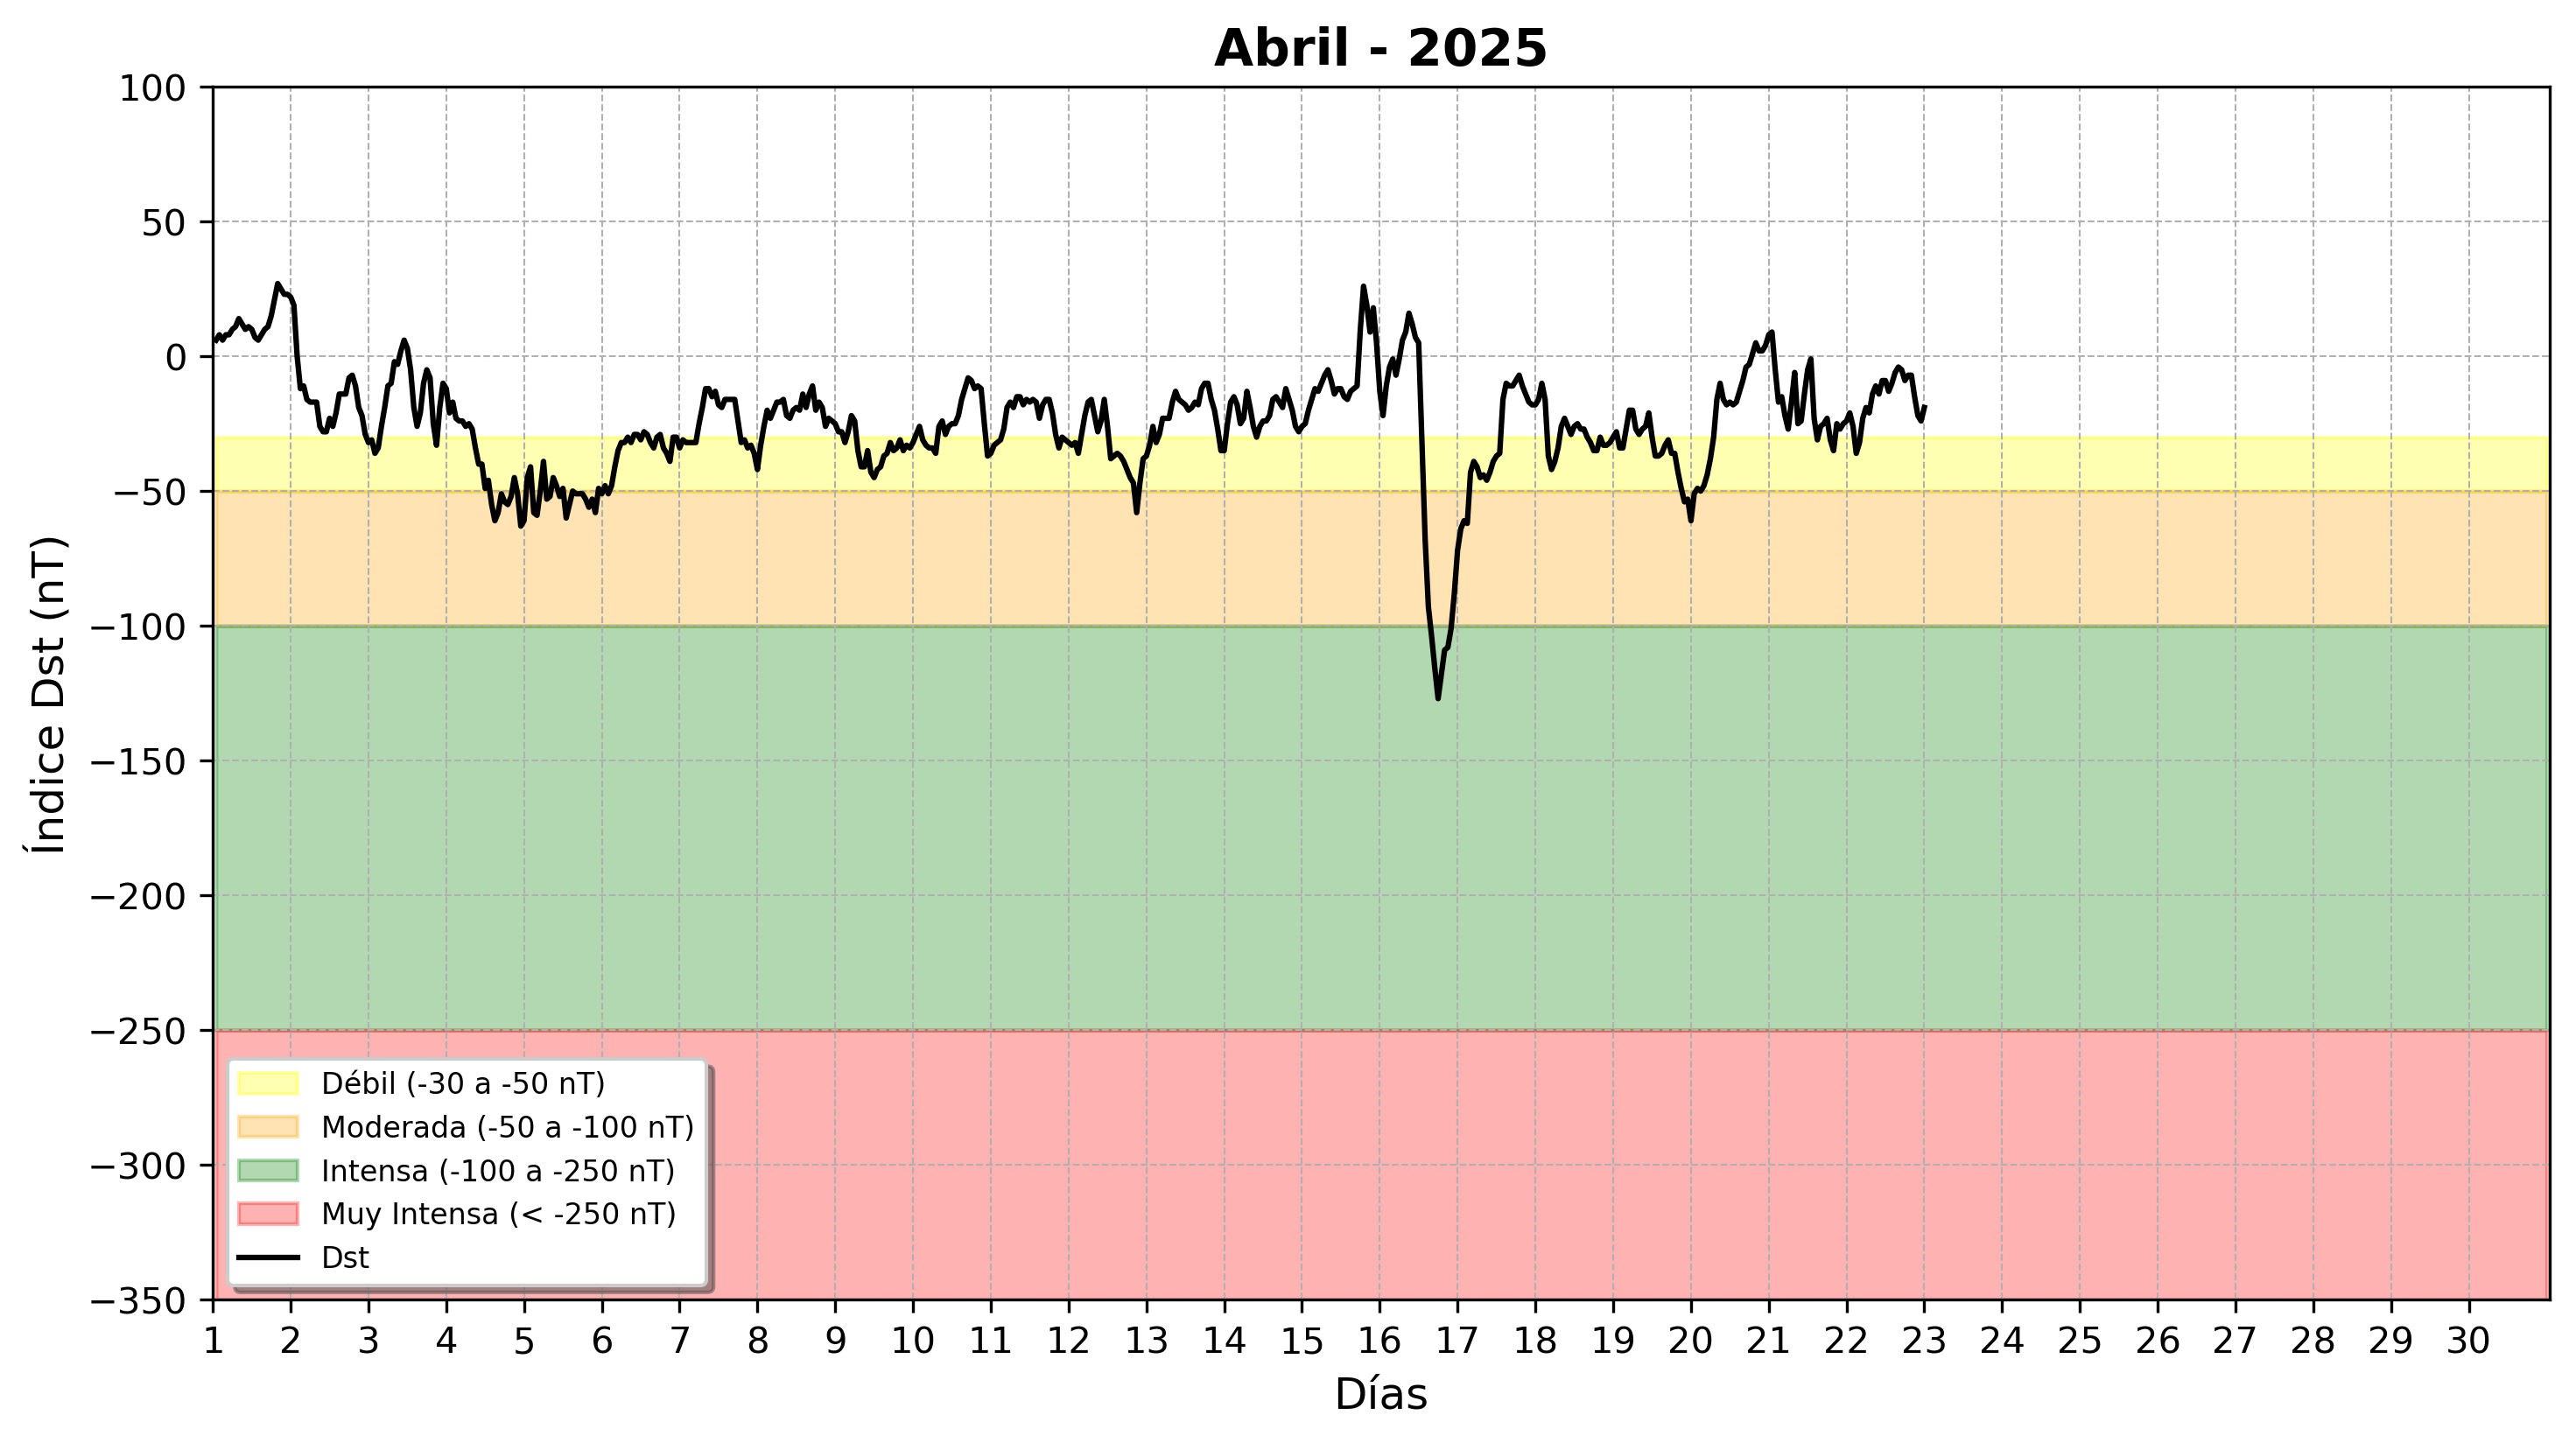 Abril - 2025
100
50
0
−50
−100
−150
−200
−250
−300
−350
Índice Dst (nT)
Débil (-30 a -50 nT)
Moderada (-50 a -100 nT)
Intensa (-100 a -250 nT)
Muy Intensa (< -250 nT)
Dst
1 2 3 4 5 6 7 8 9 10 11 12 13 14 15 16 17 18 19 20 21 22 23 24 25 26 27 28 29 30
Días